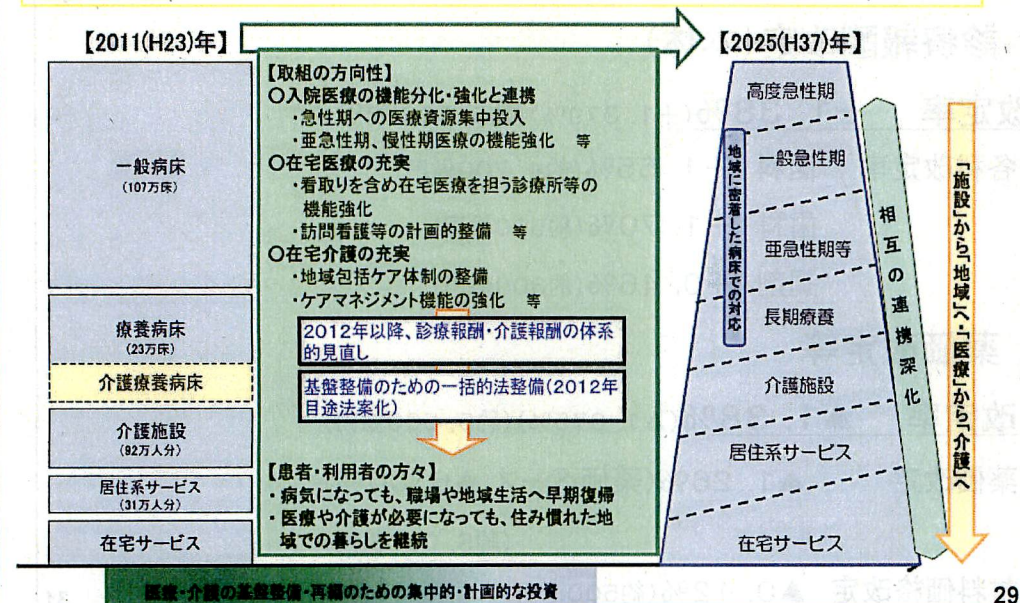 【2011(H23)年】
【2025(H37)年】
一般病床
(107万床)
療養病床
(23万床)
介護療養病床
介護施設
(92万人分)
居住系サービス
(31万人分)
在宅サービス
【取組の方向性】
〇入院医療の機能分化・強化と連携
・急性期への医療資源集中投入
・亜急性期、慢性期医療の機能強化 等
〇在宅医療の充実
・看取りを含め在宅医療を担う診療所等の
機能強化
・訪問看護等の計画的整備 等
〇在宅介護の充実
・地域包括ケア体制の整備
・ケアマネジメント機能の強化 等
2012年以降、診療報酬・介護報酬の体系
的見直し
基盤整備のための一括的法整備(2012年
目途法案化)
【患者・利用者の方々】
・病気になっても、職場や地域生活へ早期復帰
・医療や介護が必要になっても、住み慣れた地
域での暮らしを継続
高度急性期
一般急性期
亜急性期等
長期療養
介護施設
居住系サービス
在宅サービス
地域に密着した病床での対応
相互の連携深化
「施設」から「地域」へ・「医療」から「介護」へ
医療・介護の基盤整備・再編のための集中的・計画的な投資
29